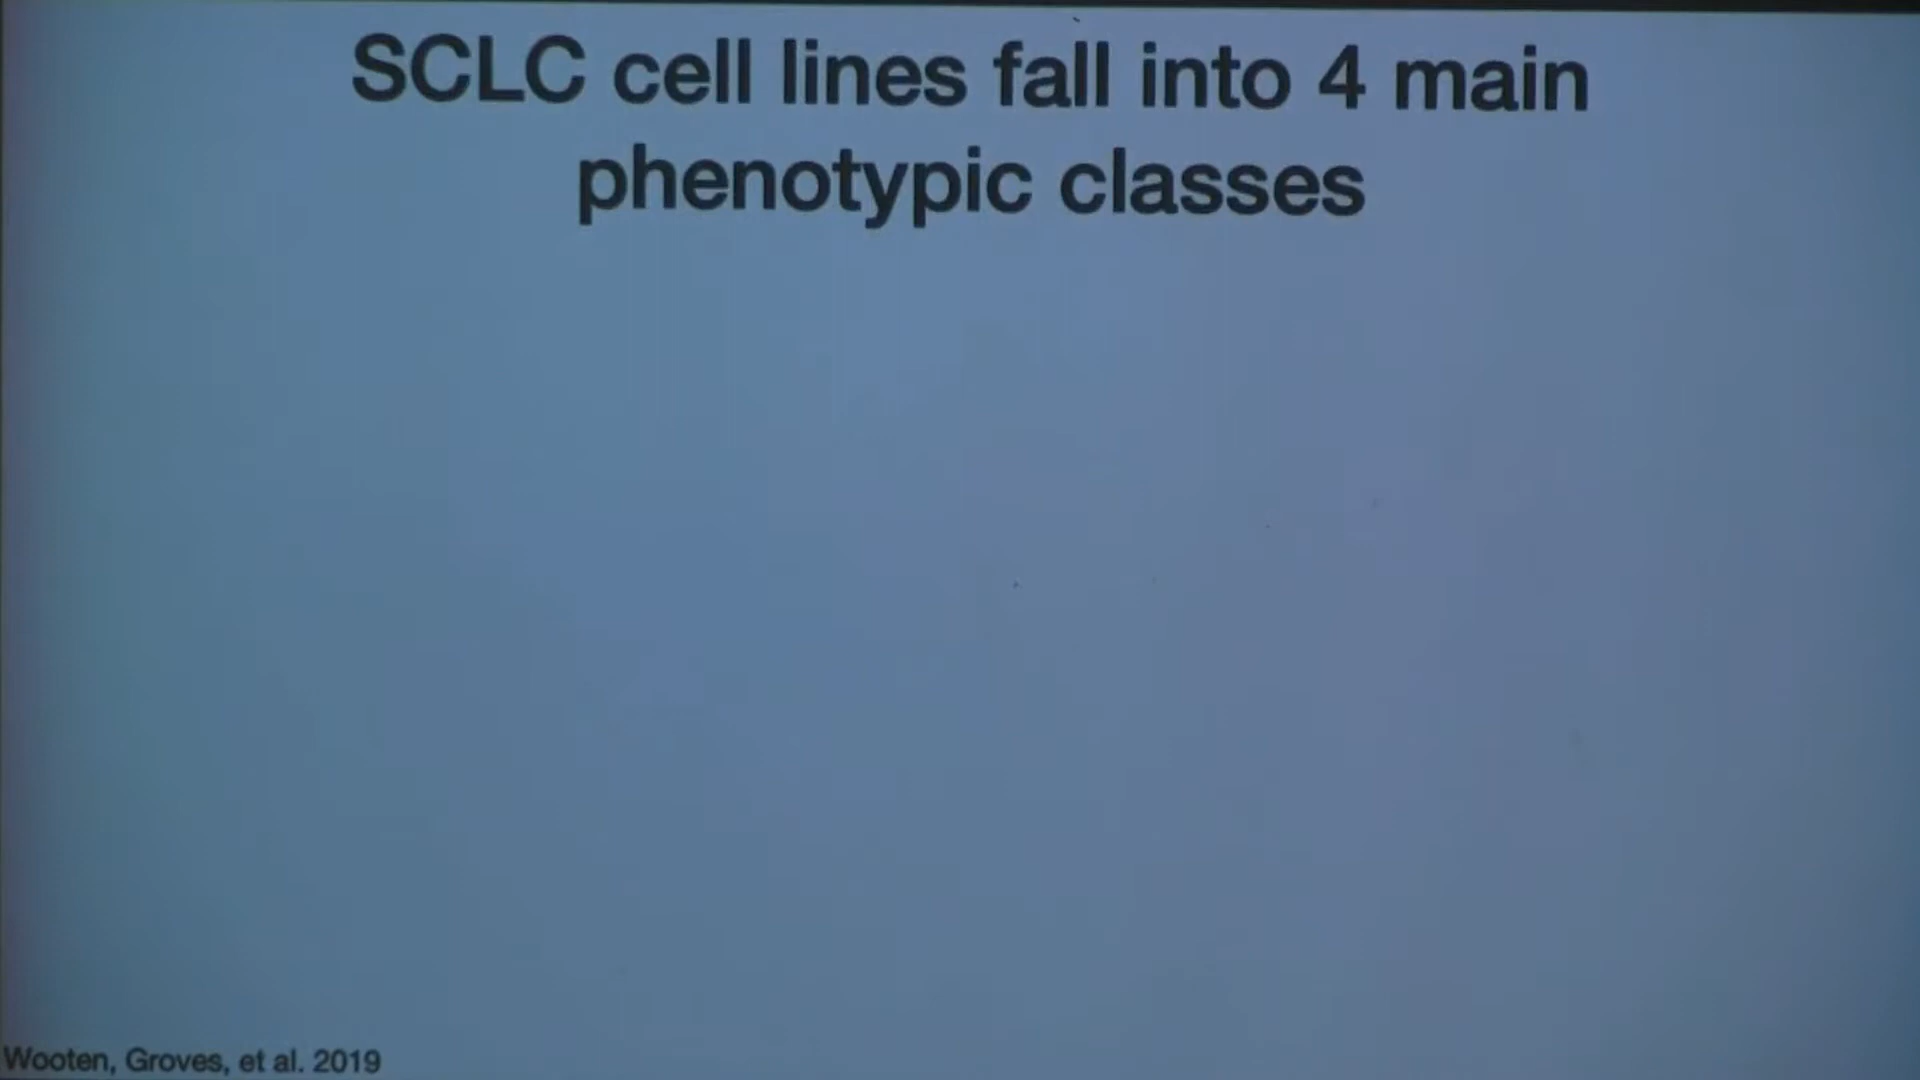 SCLC cell lines fall into 4 main
phenotypic classes
Wooten, Groves, et al. 2019